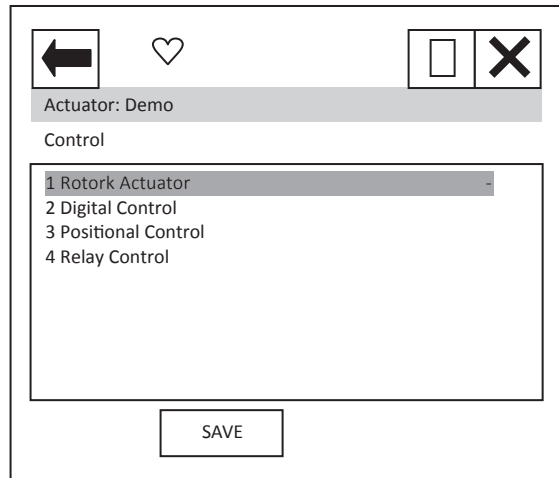 Actuator: Demo
Control
1 Rotork Actuator -
2 Digital Control
3 Positional Control
4 Relay Control
SAVE